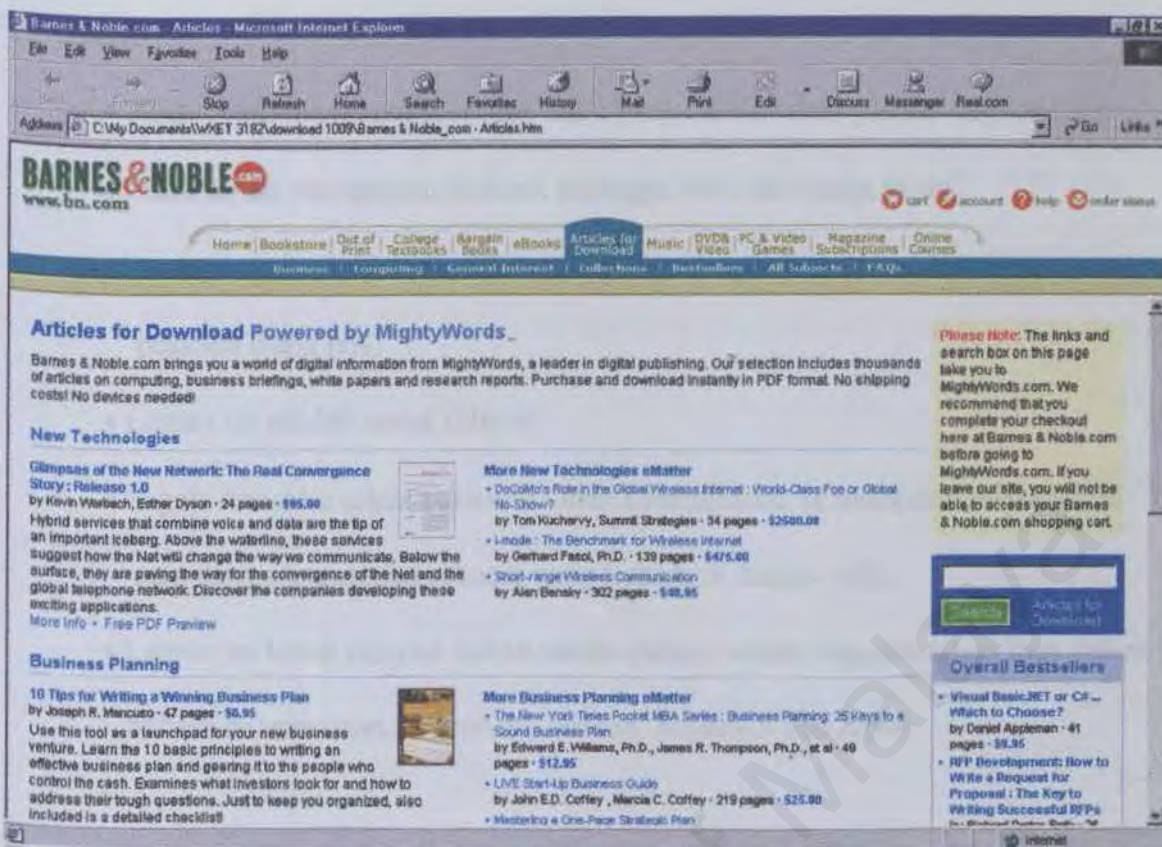 Barnes & Noble.com - Articles - Microsoft Internet Explorer
File Edit View Favorites Tools Help
Back Forward Stop Refresh Home Search Favorites History Mail Print Edit Discuss Messenger Real.com
Address C:\My Documents\WXET 3182\download 1009\Barnes & Noble_com - Articles.htm Go Links
BARNES & NOBLE .com
www.bn.com
cart account help order status
Home Bookstore Out of Print College Textbooks Bargain Books eBooks Articles for Download Music DVD& Video PC & Video Games Magazine Subscriptions Online Courses
Business Computing General Interest Collections Bestsellers All Subjects FAQs
Articles for Download Powered by MightyWords_
Barnes & Noble.com brings you a world of digital information from MightyWords, a leader in digital publishing. Our selection includes thousands
of articles on computing, business briefings, white papers and research reports. Purchase and download instantly in PDF format. No shipping
costs! No devices needed!
New Technologies
Glimpses of the New Network: The Real Convergence
Story : Release 1.0
by Kevin Werbach, Esther Dyson · 24 pages · $95.00
Hybrid services that combine voice and data are the tip of
an important iceberg. Above the waterline, these services
suggest how the Net will change the way we communicate. Below the
surface, they are paving the way for the convergence of the Net and the
global telephone network. Discover the companies developing these
exciting applications.
More Info · Free PDF Preview
More New Technologies eMatter
· DoCoMo's Role in the Global Wireless Internet : World-Class Foe or Global
No-Show?
by Tom Kucharvy, Summit Strategies · 34 pages · $2500.00
· i-mode : The Benchmark for Wireless Internet
by Gerhard Fasol, Ph.D. · 139 pages · $475.00
· Short-range Wireless Communication
by Alan Bensky · 302 pages · $48.95
Business Planning
10 Tips for Writing a Winning Business Plan
by Joseph R. Mancuso · 47 pages · $6.95
Use this tool as a launchpad for your new business
venture. Learn the 10 basic principles to writing an
effective business plan and gearing it to the people who
control the cash. Examines what investors look for and how to
address their tough questions. Just to keep you organized, also
included is a detailed checklist!
More Business Planning eMatter
· The New York Times Pocket MBA Series : Business Planning: 25 Keys to a
Sound Business Plan
by Edward E. Williams, Ph.D., James R. Thompson, Ph.D., et al · 49
pages · $12.95
· LIVE Start-Up Business Guide
by John E.D. Coffey , Marcia C. Coffey · 219 pages · $25.00
· Mastering a One-Page Strategic Plan
Please Note: The links and
search box on this page
take you to
MightyWords.com. We
recommend that you
complete your checkout
here at Barnes & Noble.com
before going to
MightyWords.com. If you
leave our site, you will not be
able to access your Barnes
& Noble.com shopping cart.
Search Articles for Download
Overall Bestsellers
· Visual Basic.NET or C# ...
Which to Choose?
by Daniel Appleman · 41
pages · $9.95
· RFP Development: How to
Write a Request for
Proposal : The Key to
Writing Successful RFPs
Internet
Malaya